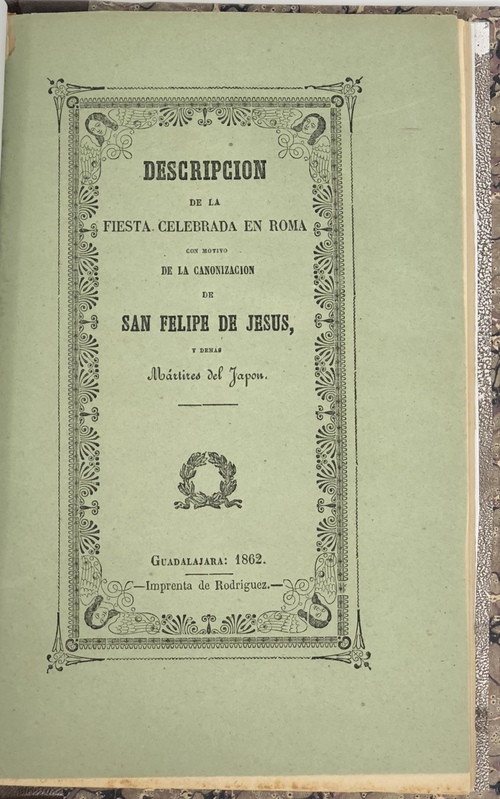 DESCRIPCION
DE LA
FIESTA CELEBRADA EN ROMA
CON MOTIVO
DE LA CANONIZACION
DE
SAN FELIPE DE JESUS,
Y DEMAS
Mártires del Japon.
GUADALAJARA: 1862.
—Imprenta de Rodriguez.—